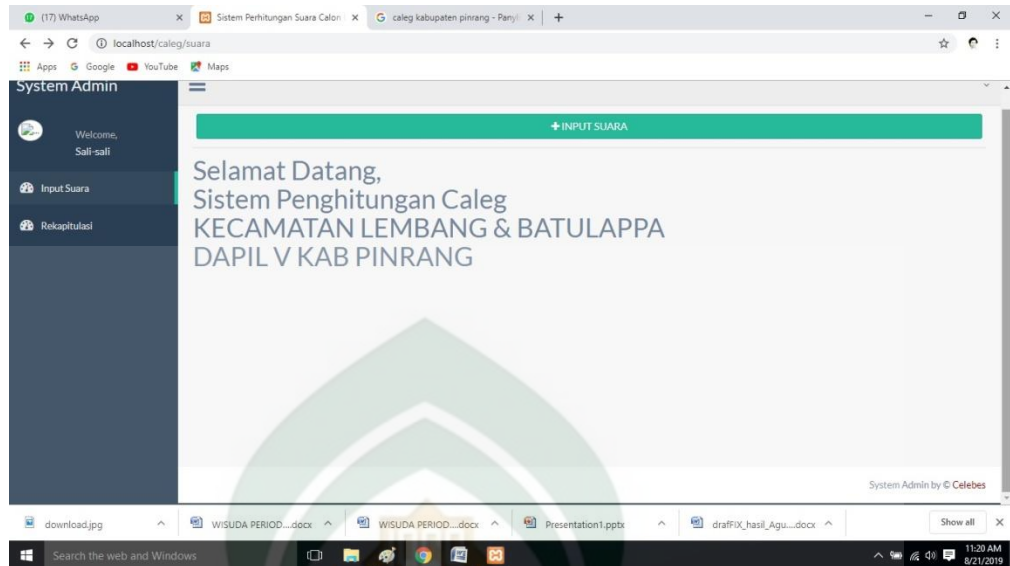 (17) WhatsApp
Sistem Perhitungan Suara Calon
caleg kabupaten pinrang - Panyi
localhost/caleg/suara
Apps Google YouTube Maps
System Admin
Welcome,
Sali-sali
Input Suara
Rekapitulasi
+ INPUT SUARA
Selamat Datang,
Sistem Penghitungan Caleg
KECAMATAN LEMBANG & BATULAPPA
DAPIL V KAB PINRANG
System Admin by © Celebes
download.jpg
WISUDA PERIOD....docx
WISUDA PERIOD....docx
Presentation1.pptx
drafFIX_hasil_Agu....docx
Show all
Search the web and Windows
11:20 AM
8/21/2019